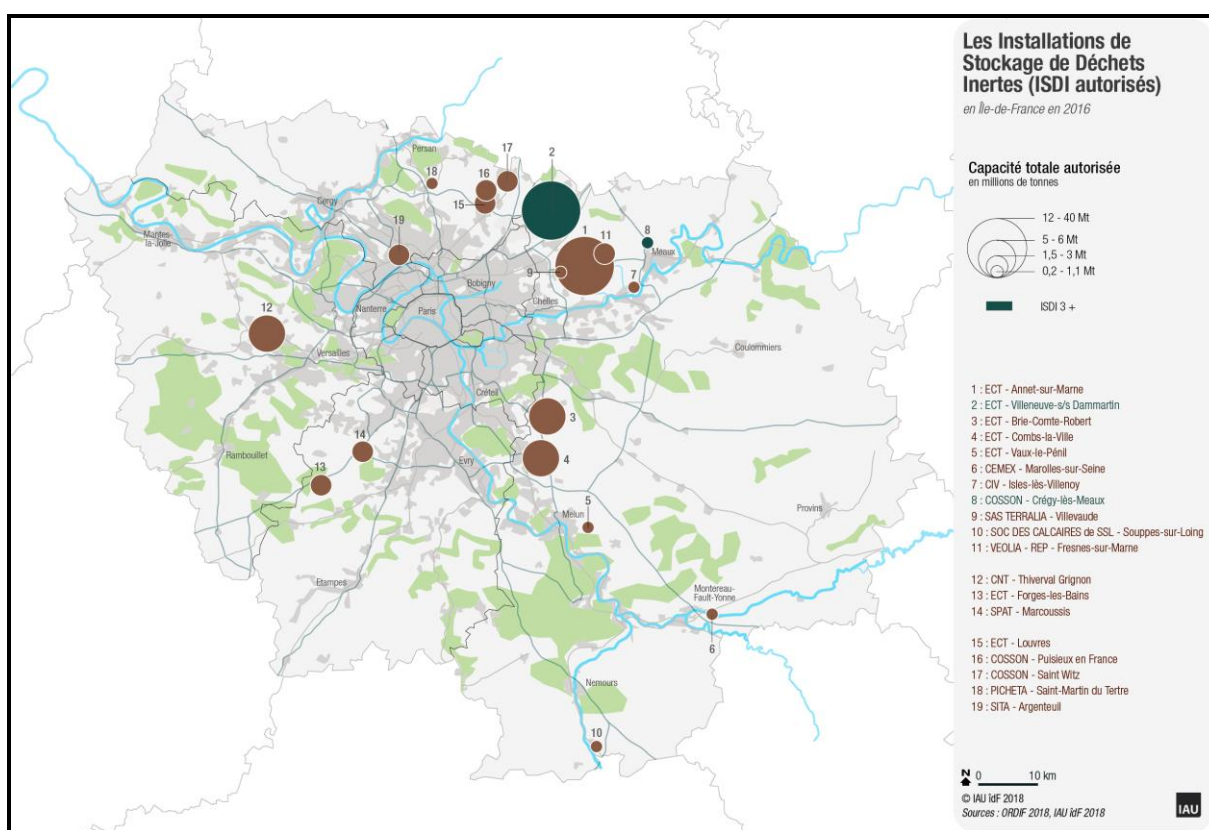 Les Installations de
Stockage de Déchets
Inertes (ISDI autorisés)
en Île-de-France en 2016
Capacité totale autorisée
en millions de tonnes
12 - 40 Mt
5 - 6 Mt
1,5 - 3 Mt
0,2 - 1,1 Mt
ISDI 3 +
1 : ECT - Annet-sur-Marne
2 : ECT - Villeneuve-s/s Dammartin
3 : ECT - Brie-Comte-Robert
4 : ECT - Combs-la-Ville
5 : ECT - Vaux-le-Pénil
6 : CEMEX - Marolles-sur-Seine
7 : CIV - Isles-lès-Villenoy
8 : COSSON - Crégy-lès-Meaux
9 : SAS TERRALIA - Villevaude
10 : SOC DES CALCAIRES de SSL - Souppes-sur-Loing
11 : VEOLIA - REP - Fresnes-sur-Marne
12 : CNT - Thiverval Grignon
13 : ECT - Forges-les-Bains
14 : SPAT - Marcoussis
15 : ECT - Louvres
16 : COSSON - Puisieux en France
17 : COSSON - Saint Witz
18 : PICHETA - Saint-Martin du Tertre
19 : SITA - Argenteuil
N 0 10 km
© IAU îdF 2018
Sources : ORDIF 2018, IAU îdF 2018
IAU
Persan
17
2
18
16
15
Cergy
19
1
11
8
Meaux
Mantes-
la-Jolie
9
7
Bobigny
Chelles
Nanterre
Paris
12
Versailles
Coulommiers
Créteil
3
14
4
Rambouillet
Evry
13
5
Melun
Provins
Etampes
Montereau-
Fault-Yonne
6
Nemours
10